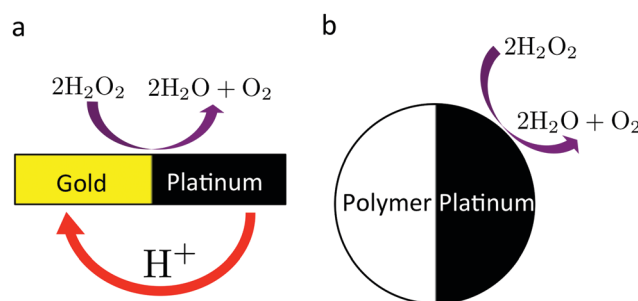 a
2H₂O₂ 2H₂O + O₂
Gold Platinum
H⁺
b
2H₂O₂
2H₂O + O₂
Polymer Platinum